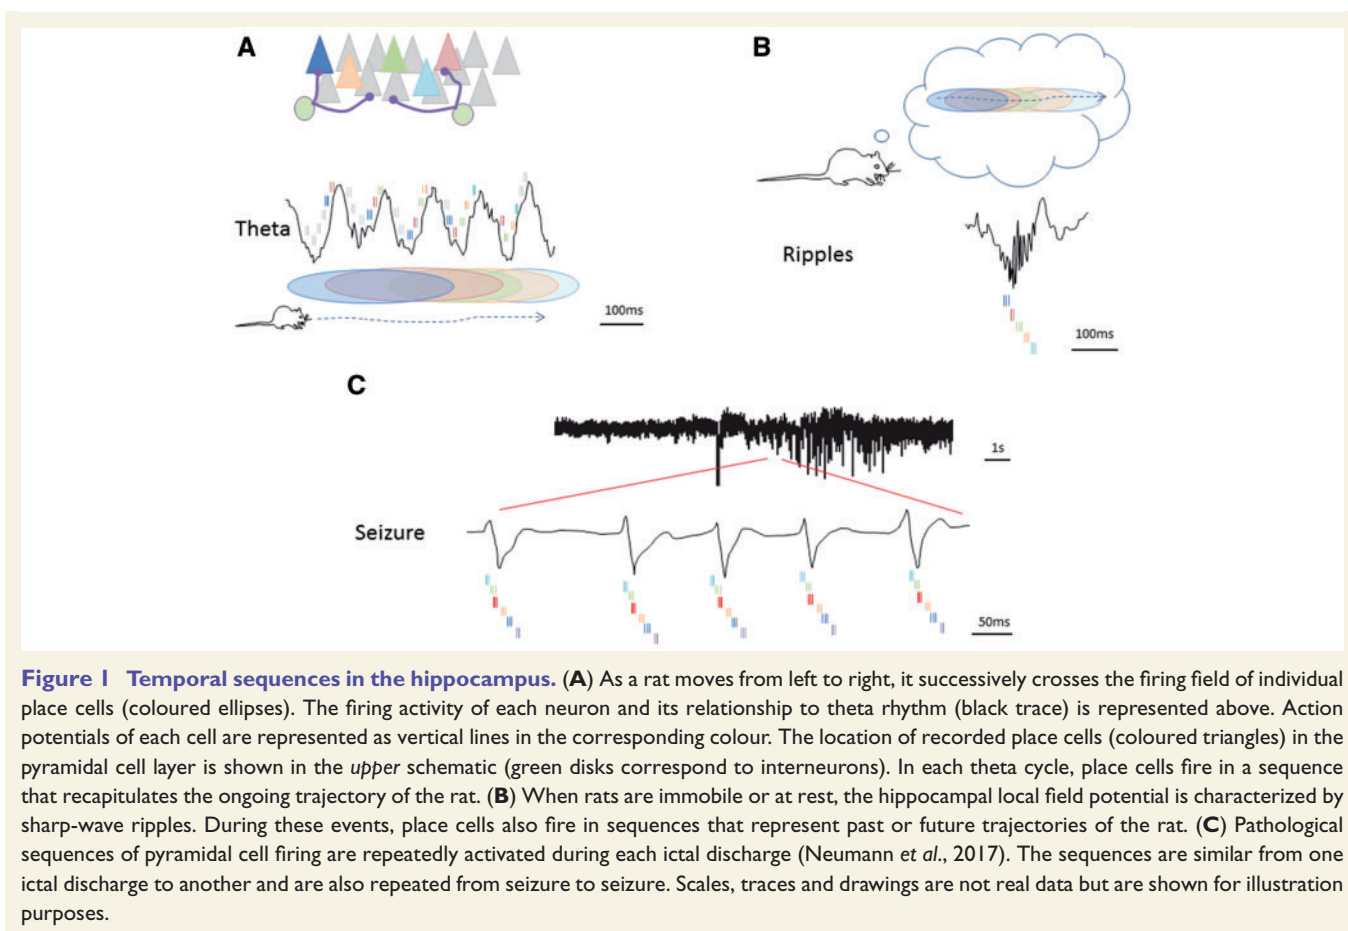 A
B
Theta
100ms
Ripples
100ms
C
1s
Seizure
50ms
Figure 1 Temporal sequences in the hippocampus. (A) As a rat moves from left to right, it successively crosses the firing field of individual
place cells (coloured ellipses). The firing activity of each neuron and its relationship to theta rhythm (black trace) is represented above. Action
potentials of each cell are represented as vertical lines in the corresponding colour. The location of recorded place cells (coloured triangles) in the
pyramidal cell layer is shown in the upper schematic (green disks correspond to interneurons). In each theta cycle, place cells fire in a sequence
that recapitulates the ongoing trajectory of the rat. (B) When rats are immobile or at rest, the hippocampal local field potential is characterized by
sharp-wave ripples. During these events, place cells also fire in sequences that represent past or future trajectories of the rat. (C) Pathological
sequences of pyramidal cell firing are repeatedly activated during each ictal discharge (Neumann et al., 2017). The sequences are similar from one
ictal discharge to another and are also repeated from seizure to seizure. Scales, traces and drawings are not real data but are shown for illustration
purposes.